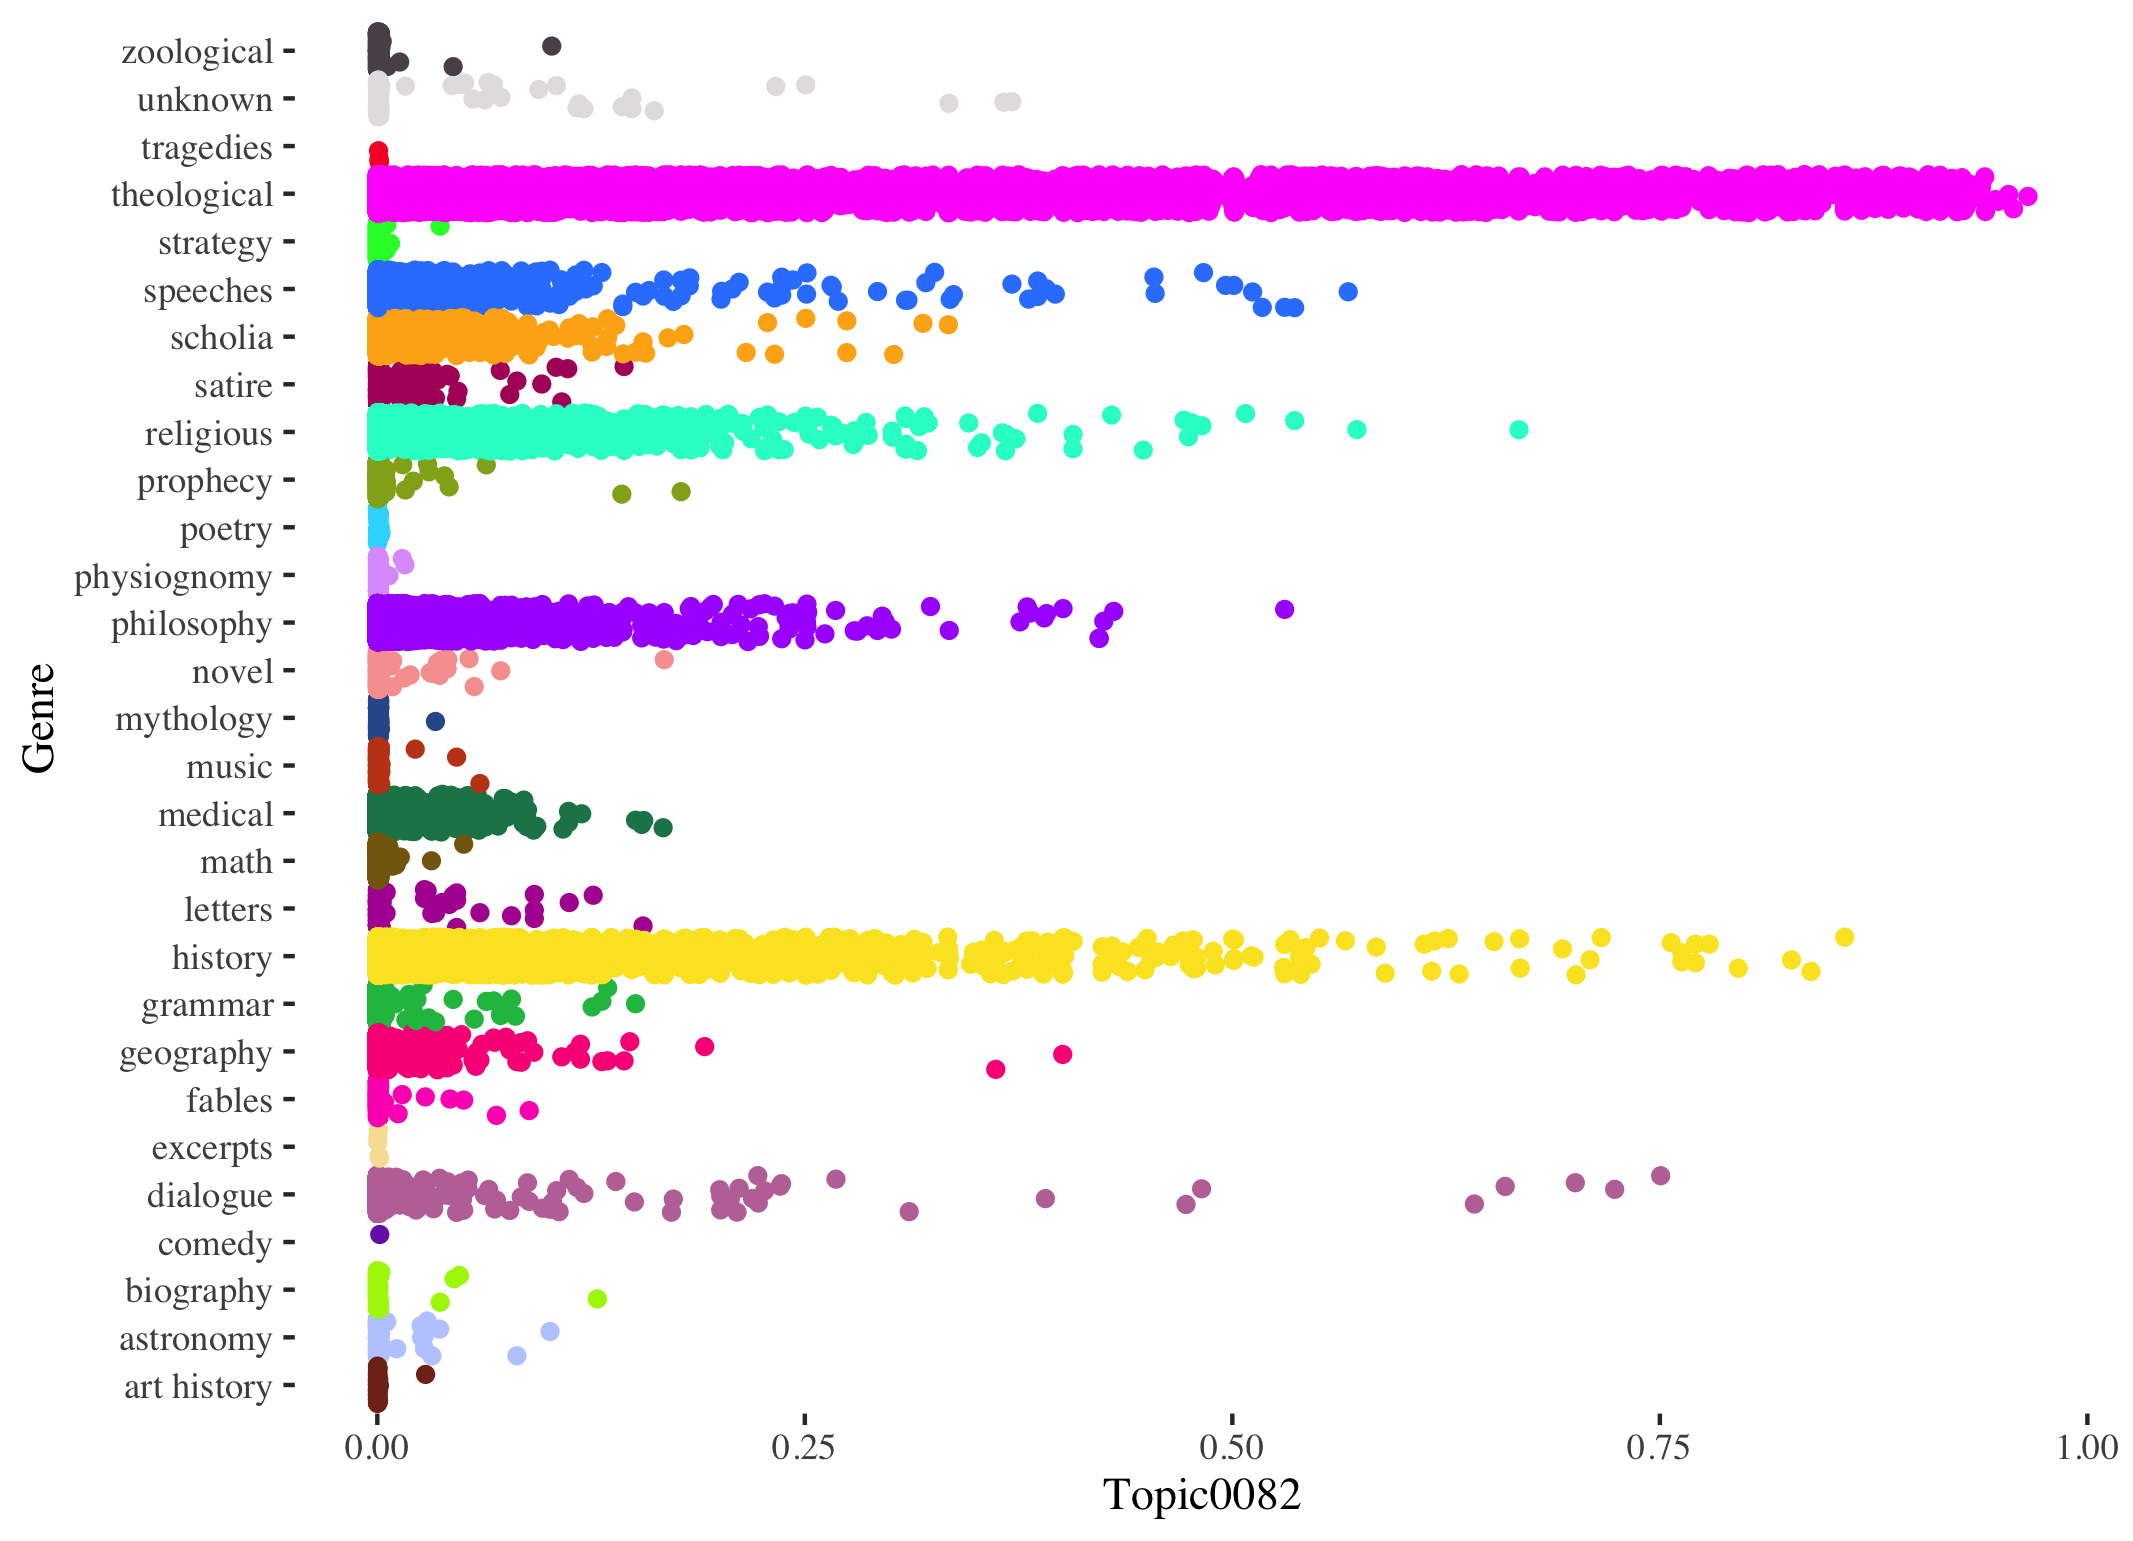 zoological
unknown
tragedies
theological
strategy
speeches
scholia
satire
religious
prophecy
poetry
physiognomy
philosophy
novel
mythology
music
medical
math
letters
history
grammar
geography
fables
excerpts
dialogue
comedy
biography
astronomy
art history
Genre
0.00 0.25 0.50 0.75 1.00
Topic0082